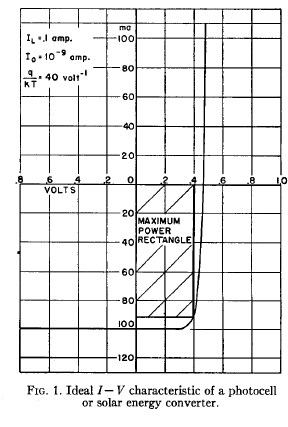 ma
I_L = .1 amp.
100
I_0 = 10^-9 amp.
80
q/KT = 40 volt^-1
60
40
20
.8 .6 .4 .2 0 .2 .4 .6 .8 1.0
VOLTS
20
MAXIMUM
POWER
40
RECTANGLE
60
80
100
120
FIG. 1. Ideal I–V characteristic of a photocell
or solar energy converter.